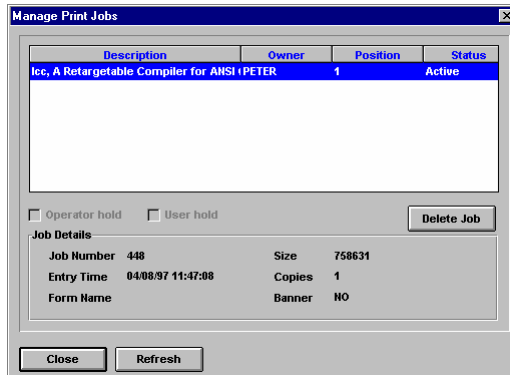 Manage Print Jobs
Description Owner Position Status
lcc, A Retargetable Compiler for ANSI ( PETER 1 Active
Operator hold User hold Delete Job
Job Details
Job Number 448 Size 758631
Entry Time 04/08/97 11:47:08 Copies 1
Form Name Banner NO
Close Refresh